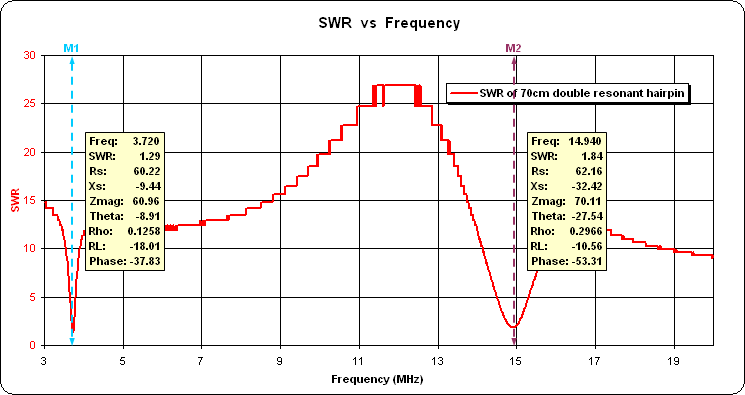 SWR vs Frequency
M1
M2
30
25
20
15
10
5
0
SWR
SWR of 70cm double resonant hairpin
Freq: 3.720
SWR: 1.29
Rs: 60.22
Xs: -9.44
Zmag: 60.96
Theta: -8.91
Rho: 0.1258
RL: -18.01
Phase: -37.83
Freq: 14.940
SWR: 1.84
Rs: 62.16
Xs: -32.42
Zmag: 70.11
Theta: -27.54
Rho: 0.2966
RL: -10.56
Phase: -53.31
3 5 7 9 11 13 15 17 19
Frequency (MHz)